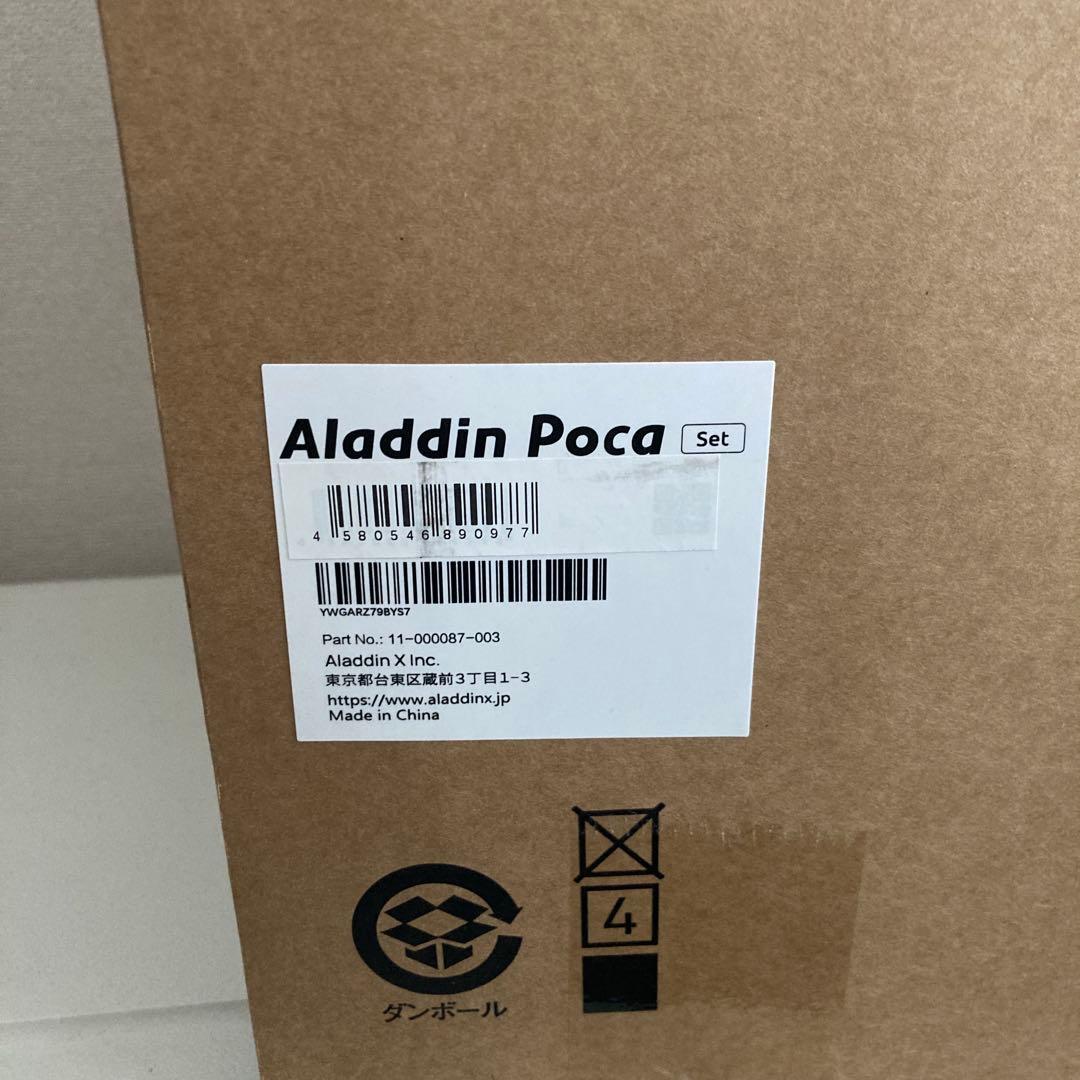 Aladdin Poca Set
4 580546 890977
YWGARZ79BYS7
Part No.: 11-000087-003
Aladdin X Inc.
東京都台東区蔵前3丁目1-3
https://www.aladdinx.jp
Made in China
4
ダンボール